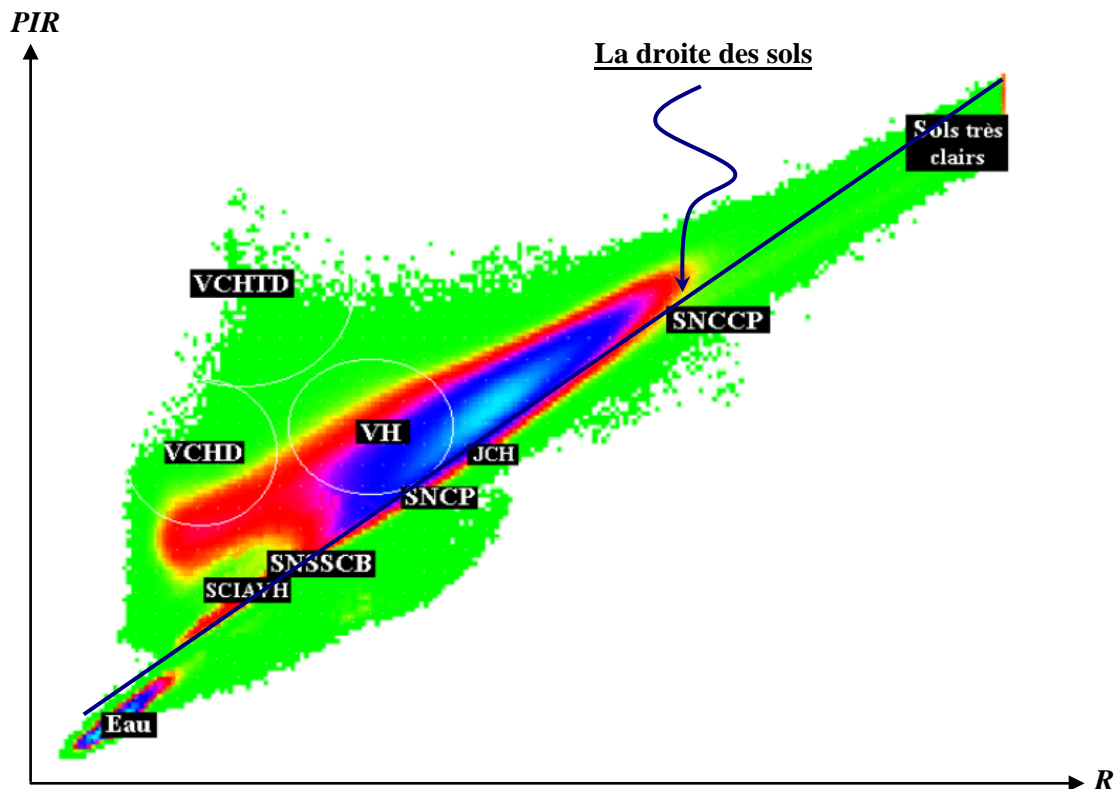 PIR
La droite des sols
Sols très
clairs
VCHTD
SNCCP
VH
VCHD
JCH
SNCP
SNSSCB
SCIAVH
Eau
R